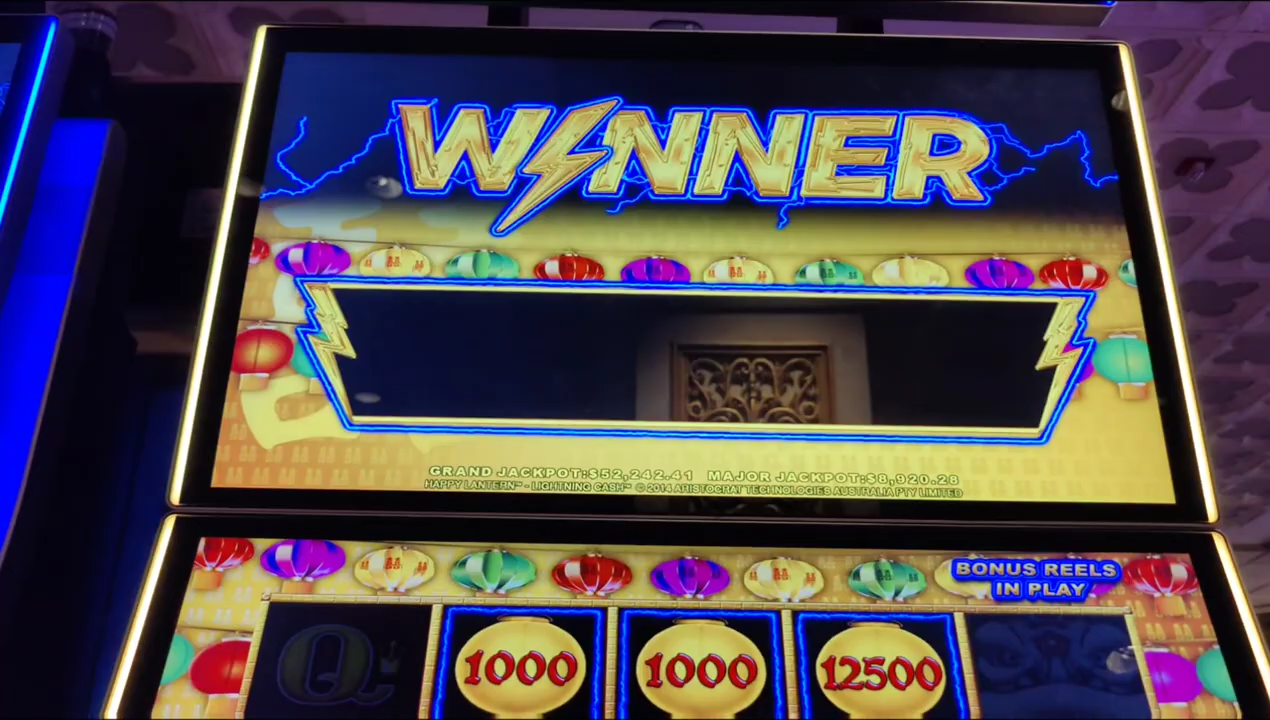 WINNER
GRAND JACKPOT:$52,242.41 MAJOR JACKPOT:$8,920.28
HAPPY LANTERN™ - LIGHTNING CASH™ © 2014 ARISTOCRAT TECHNOLOGIES AUSTRALIA PTY LIMITED
BONUS REELS
IN PLAY
Q
1000 1000 12500